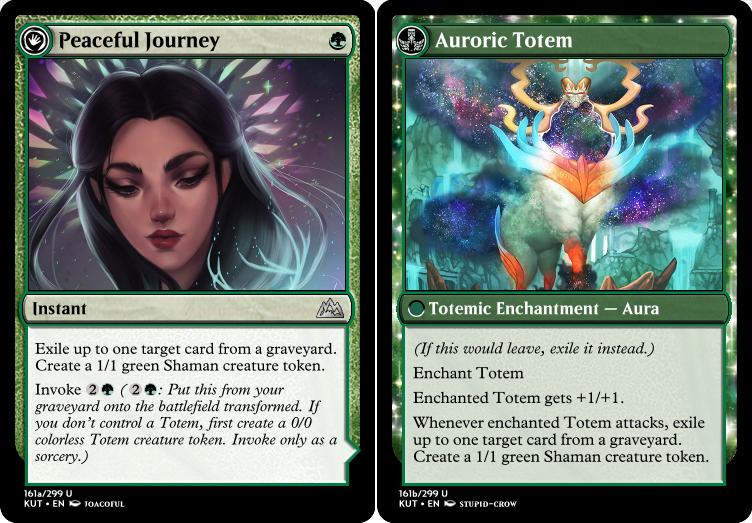 Peaceful Journey
Instant
Exile up to one target card from a graveyard.
Create a 1/1 green Shaman creature token.
Invoke 2 ( 2 : Put this from your
graveyard onto the battlefield transformed. If
you don't control a Totem, first create a 0/0
colorless Totem creature token. Invoke only as a
sorcery.)
161a/299 U
KUT • EN JOACOFUL
Auroric Totem
Totemic Enchantment — Aura
(If this would leave, exile it instead.)
Enchant Totem
Enchanted Totem gets +1/+1.
Whenever enchanted Totem attacks, exile
up to one target card from a graveyard.
Create a 1/1 green Shaman creature token.
161b/299 U
KUT • EN STUPID-CROW